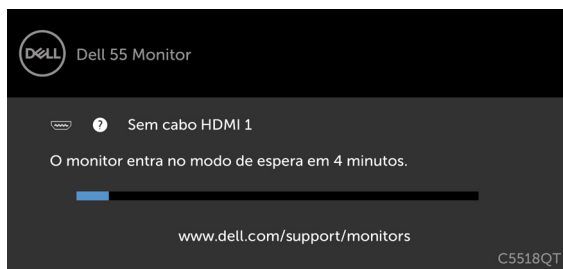 DELL
Dell 55 Monitor
? Sem cabo HDMI 1
O monitor entra no modo de espera em 4 minutos.
www.dell.com/support/monitors
C5518QT